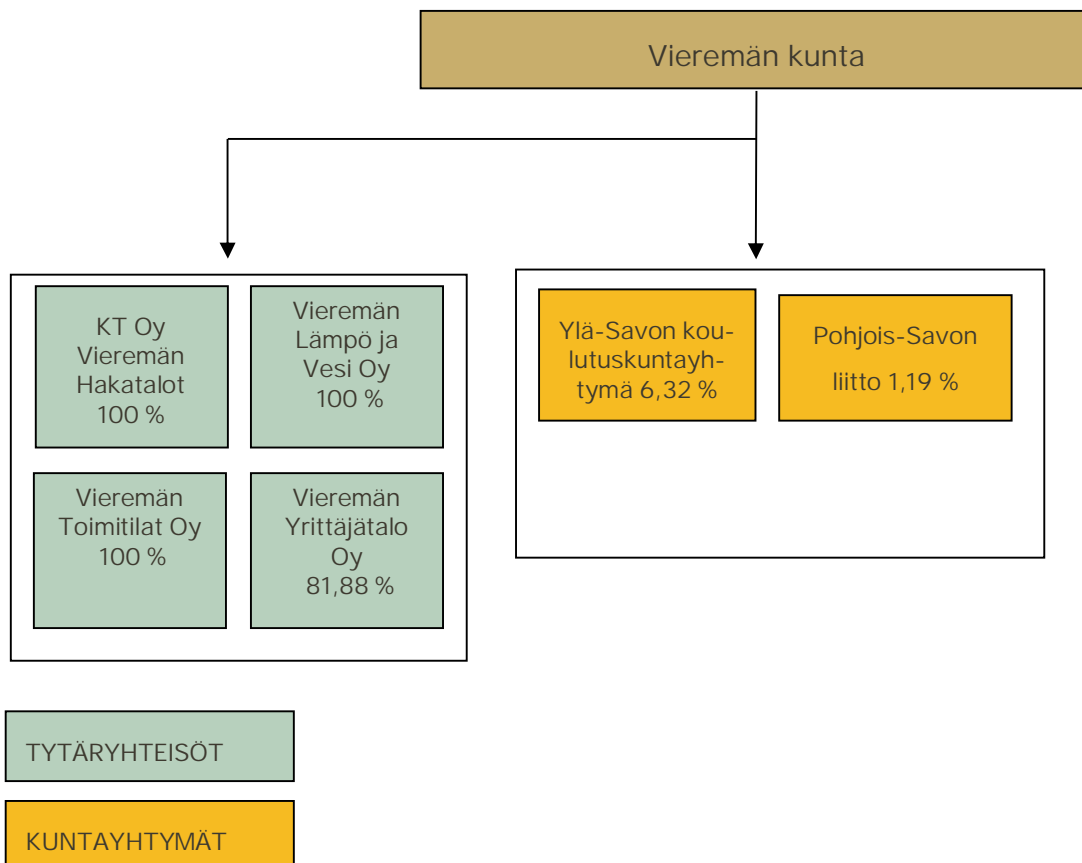 Vieremän kunta
KT Oy
Vieremän
Hakatalot
100 %
Vieremän
Lämpö ja
Vesi Oy
100 %
Vieremän
Toimitilat Oy
100 %
Vieremän
Yrittäjätalo
Oy
81,88 %
Ylä-Savon kou-
lutuskuntayh-
tymä 6,32 %
Pohjois-Savon
liitto 1,19 %
TYTÄRYHTEISÖT
KUNTAYHTYMÄT